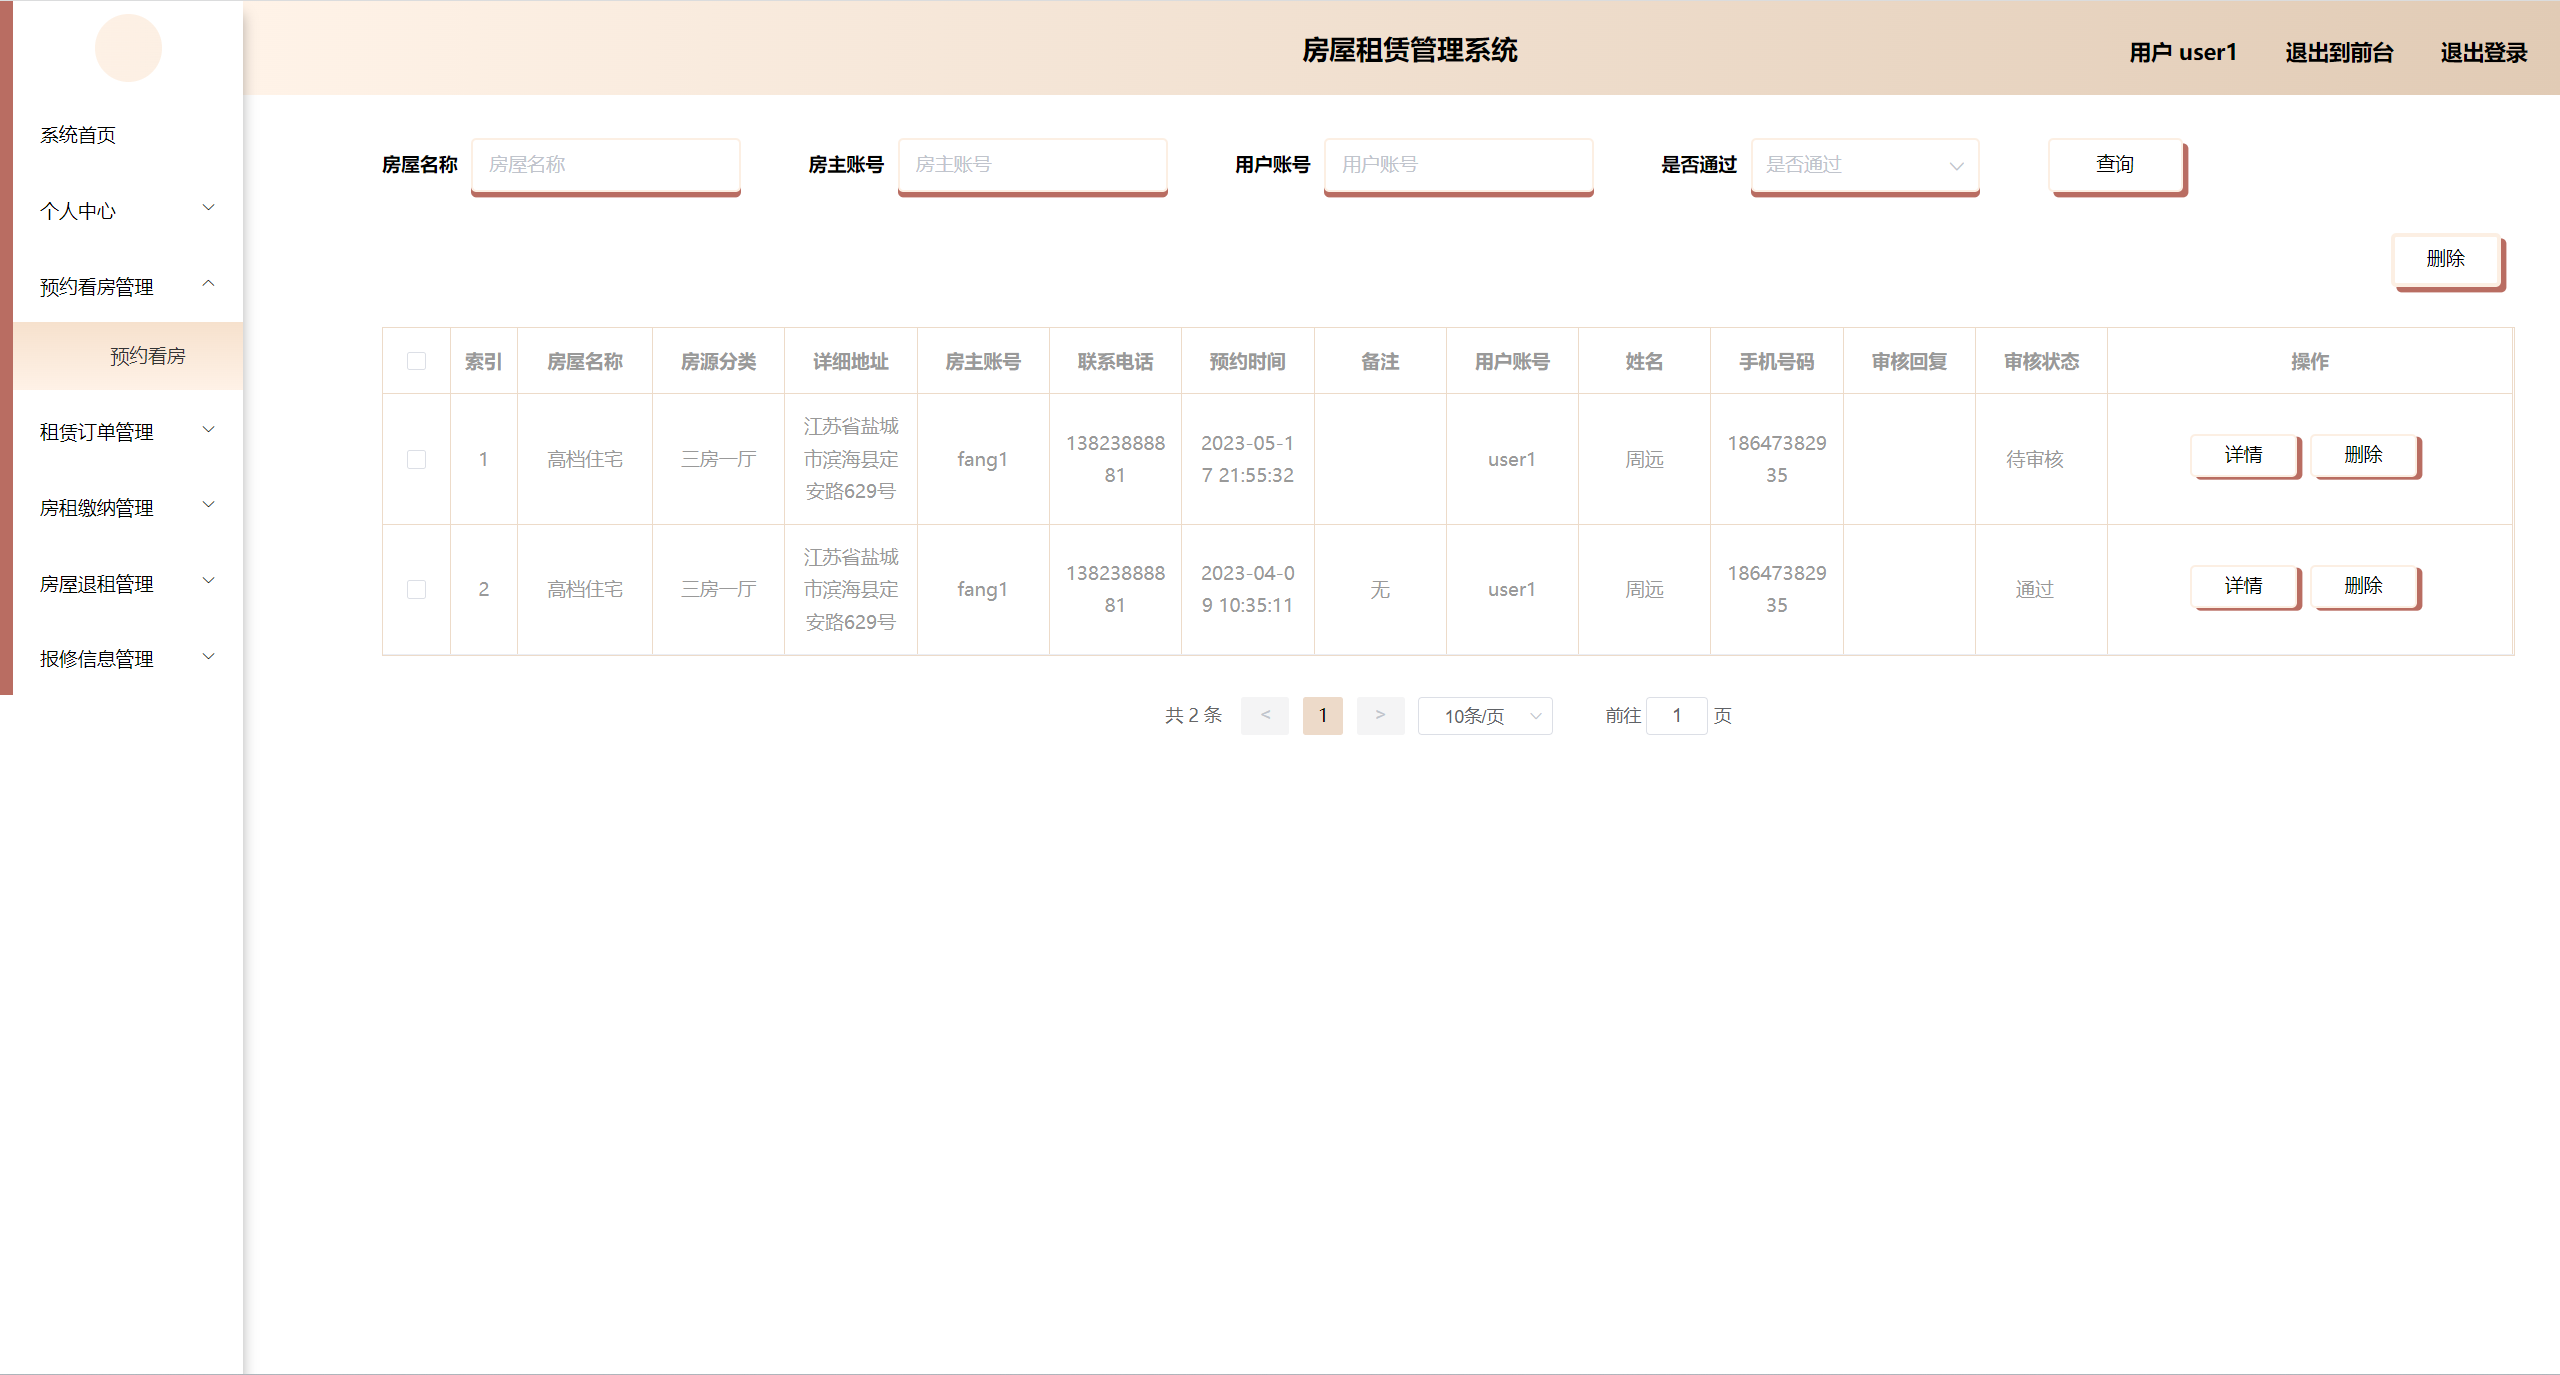 房屋租赁管理系统
用户 user1 退出到前台 退出登录
系统首页
个人中心
预约看房管理
预约看房
租赁订单管理
房租缴纳管理
房屋退租管理
报修信息管理
房屋名称 房屋名称 房主账号 房主账号 用户账号 用户账号 是否通过 是否通过 查询
删除
索引 房屋名称 房源分类 详细地址 房主账号 联系电话 预约时间 备注 用户账号 姓名 手机号码 审核回复 审核状态 操作
1 高档住宅 三房一厅 江苏省盐城
市滨海县定
安路629号 fang1 138238888
81 2023-05-1
7 21:55:32 user1 周远 186473829
35 待审核 详情 删除
2 高档住宅 三房一厅 江苏省盐城
市滨海县定
安路629号 fang1 138238888
81 2023-04-0
9 10:35:11 无 user1 周远 186473829
35 通过 详情 删除
共 2 条 < 1 > 10条/页 前往 1 页